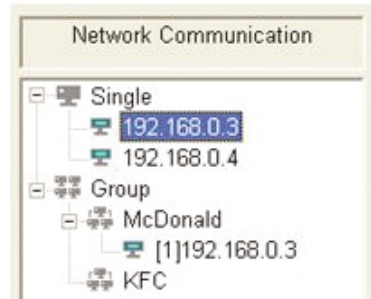 Network Communication
Single
192.168.0.3
192.168.0.4
Group
McDonald
[1]192.168.0.3
KFC